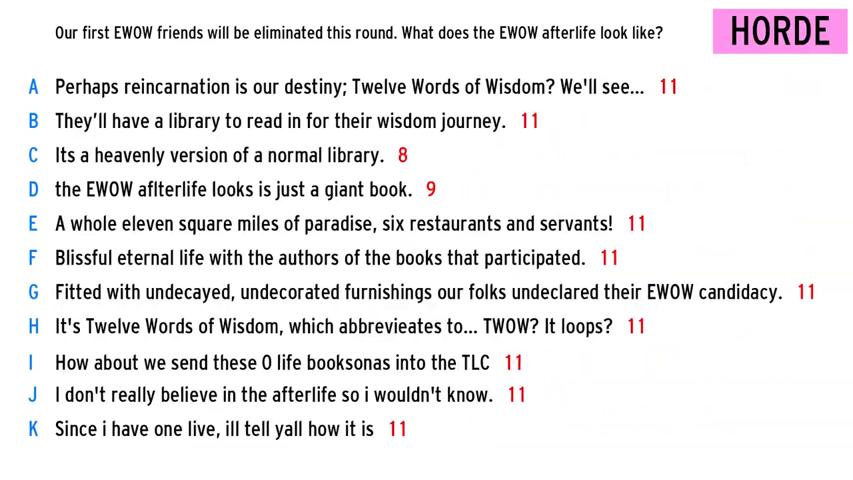 Our first EWOW friends will be eliminated this round. What does the EWOW afterlife look like?
HORDE
A Perhaps reincarnation is our destiny; Twelve Words of Wisdom? We'll see... 11
B They’ll have a library to read in for their wisdom journey. 11
C Its a heavenly version of a normal library. 8
D the EWOW aflterlife looks is just a giant book. 9
E A whole eleven square miles of paradise, six restaurants and servants! 11
F Blissful eternal life with the authors of the books that participated. 11
G Fitted with undecayed, undecorated furnishings our folks undeclared their EWOW candidacy. 11
H It's Twelve Words of Wisdom, which abbrevieates to... TWOW? It loops? 11
I How about we send these 0 life booksonas into the TLC 11
J I don't really believe in the afterlife so i wouldn't know. 11
K Since i have one live, ill tell yall how it is 11